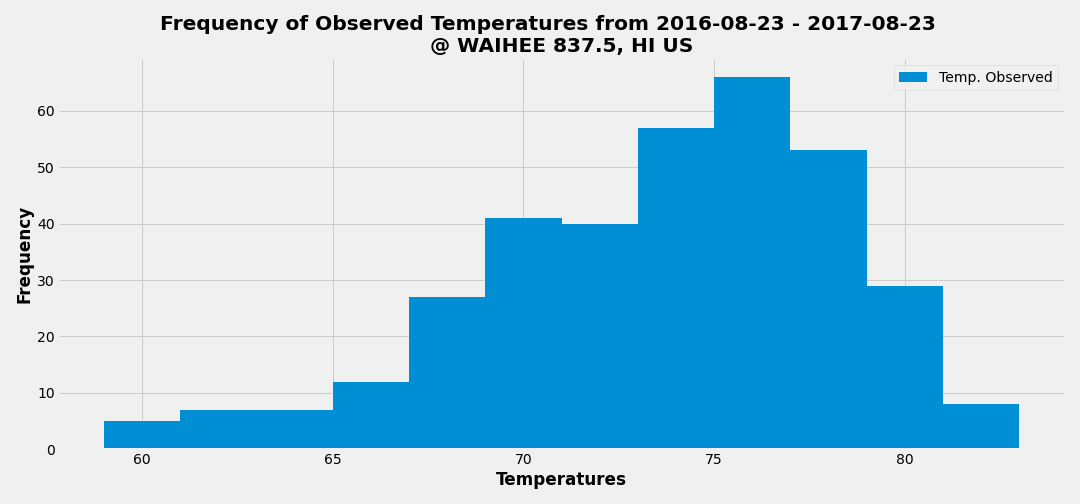 Frequency of Observed Temperatures from 2016-08-23 - 2017-08-23
@ WAIHEE 837.5, HI US
Temp. Observed
Frequency
60
50
40
30
20
10
0
60 65 70 75 80
Temperatures